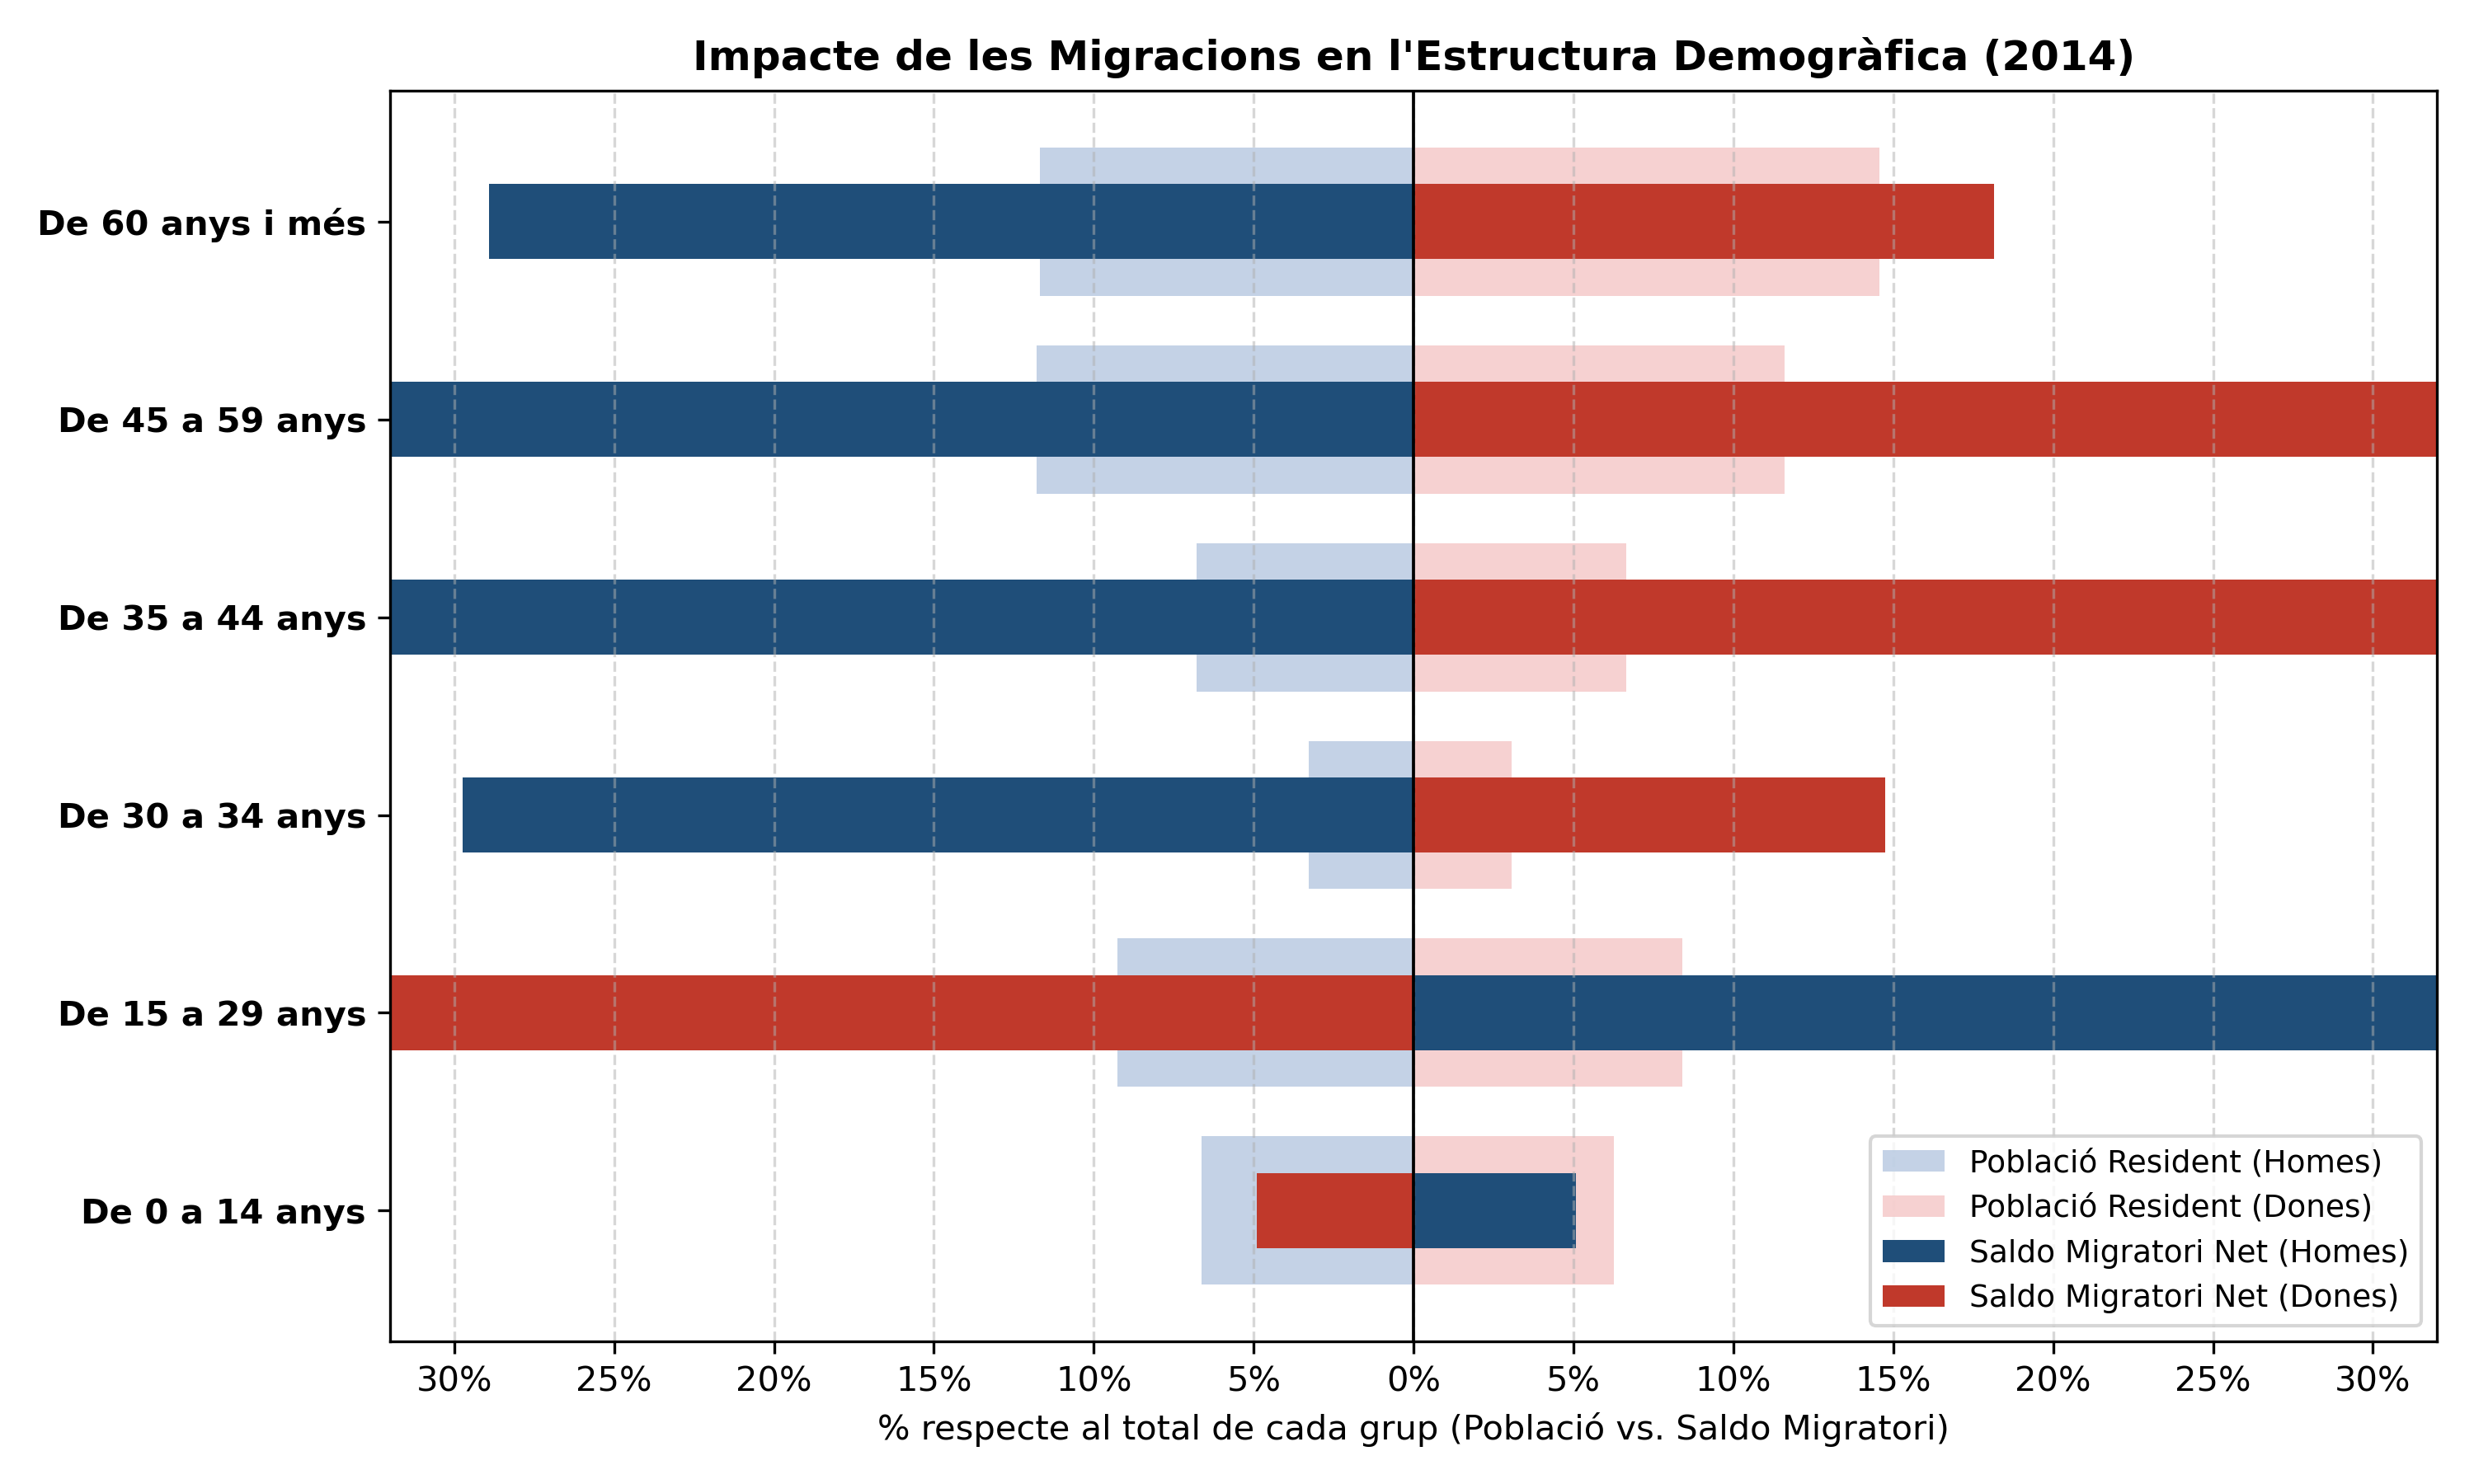 Impacte de les Migracions en l'Estructura Demogràfica (2014)
De 60 anys i més
De 45 a 59 anys
De 35 a 44 anys
De 30 a 34 anys
De 15 a 29 anys
De 0 a 14 anys
Població Resident (Homes)
Població Resident (Dones)
Saldo Migratori Net (Homes)
Saldo Migratori Net (Dones)
30% 25% 20% 15% 10% 5% 0% 5% 10% 15% 20% 25% 30%
% respecte al total de cada grup (Població vs. Saldo Migratori)